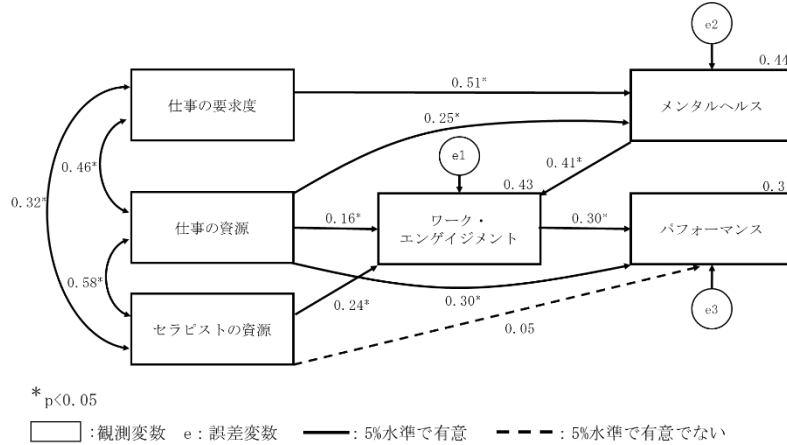 e2
0.44
仕事の要求度
0.51*
メンタルヘルス
0.25*
0.46*
e1
0.41*
0.43
0.32*
仕事の資源
0.16*
ワーク・
エンゲイジメント
0.30*
0.3
パフォーマンス
0.58*
0.24*
0.30*
セラピストの資源
0.05
e3
*p<0.05
:観測変数 e:誤差変数 :5%水準で有意 :5%水準で有意でない